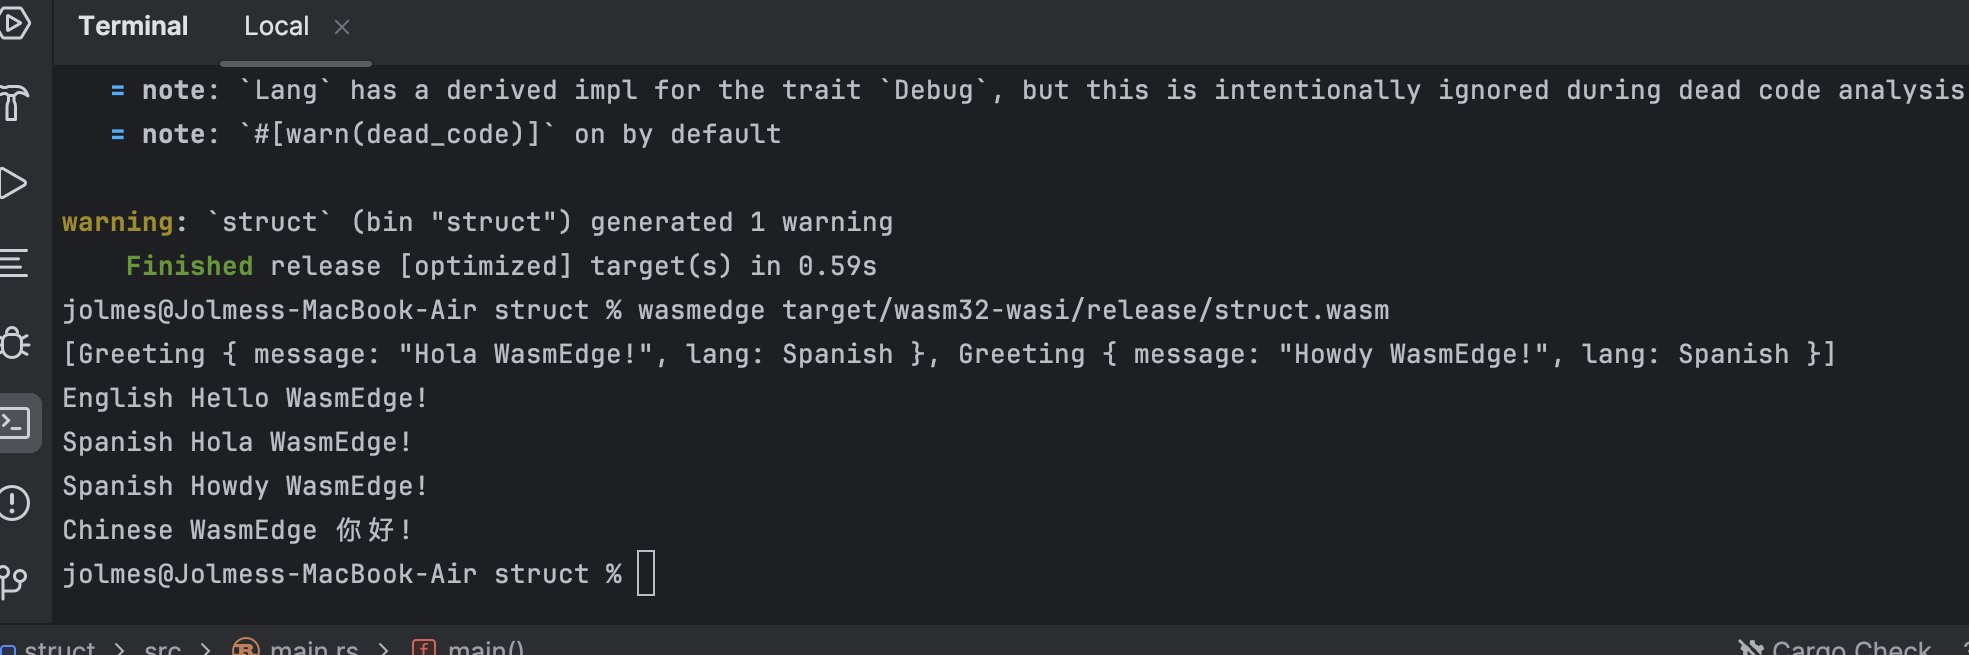 Terminal Local ×
= note: `Lang` has a derived impl for the trait `Debug`, but this is intentionally ignored during dead code analysis
= note: `#[warn(dead_code)]` on by default
warning: `struct` (bin "struct") generated 1 warning
Finished release [optimized] target(s) in 0.59s
jolmes@Jolmess-MacBook-Air struct % wasmedge target/wasm32-wasi/release/struct.wasm
[Greeting { message: "Hola WasmEdge!", lang: Spanish }, Greeting { message: "Howdy WasmEdge!", lang: Spanish }]
English Hello WasmEdge!
Spanish Hola WasmEdge!
Spanish Howdy WasmEdge!
Chinese WasmEdge 你好!
jolmes@Jolmess-MacBook-Air struct %
struct > src > main.rs > f main() Cargo Check